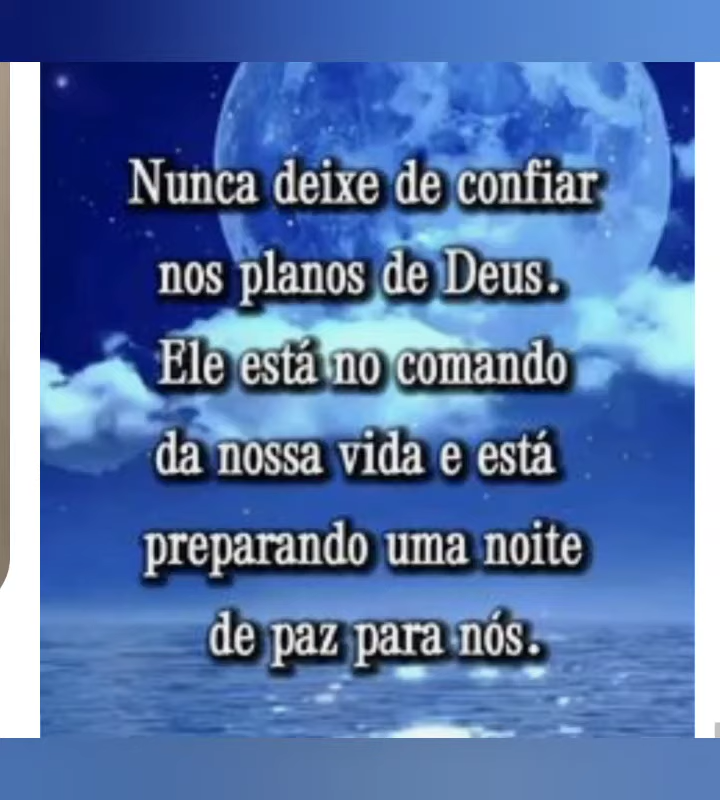 Nunca deixe de confiar
nos planos de Deus.
Ele está no comando
da nossa vida e está
preparando uma noite
de paz para nós.